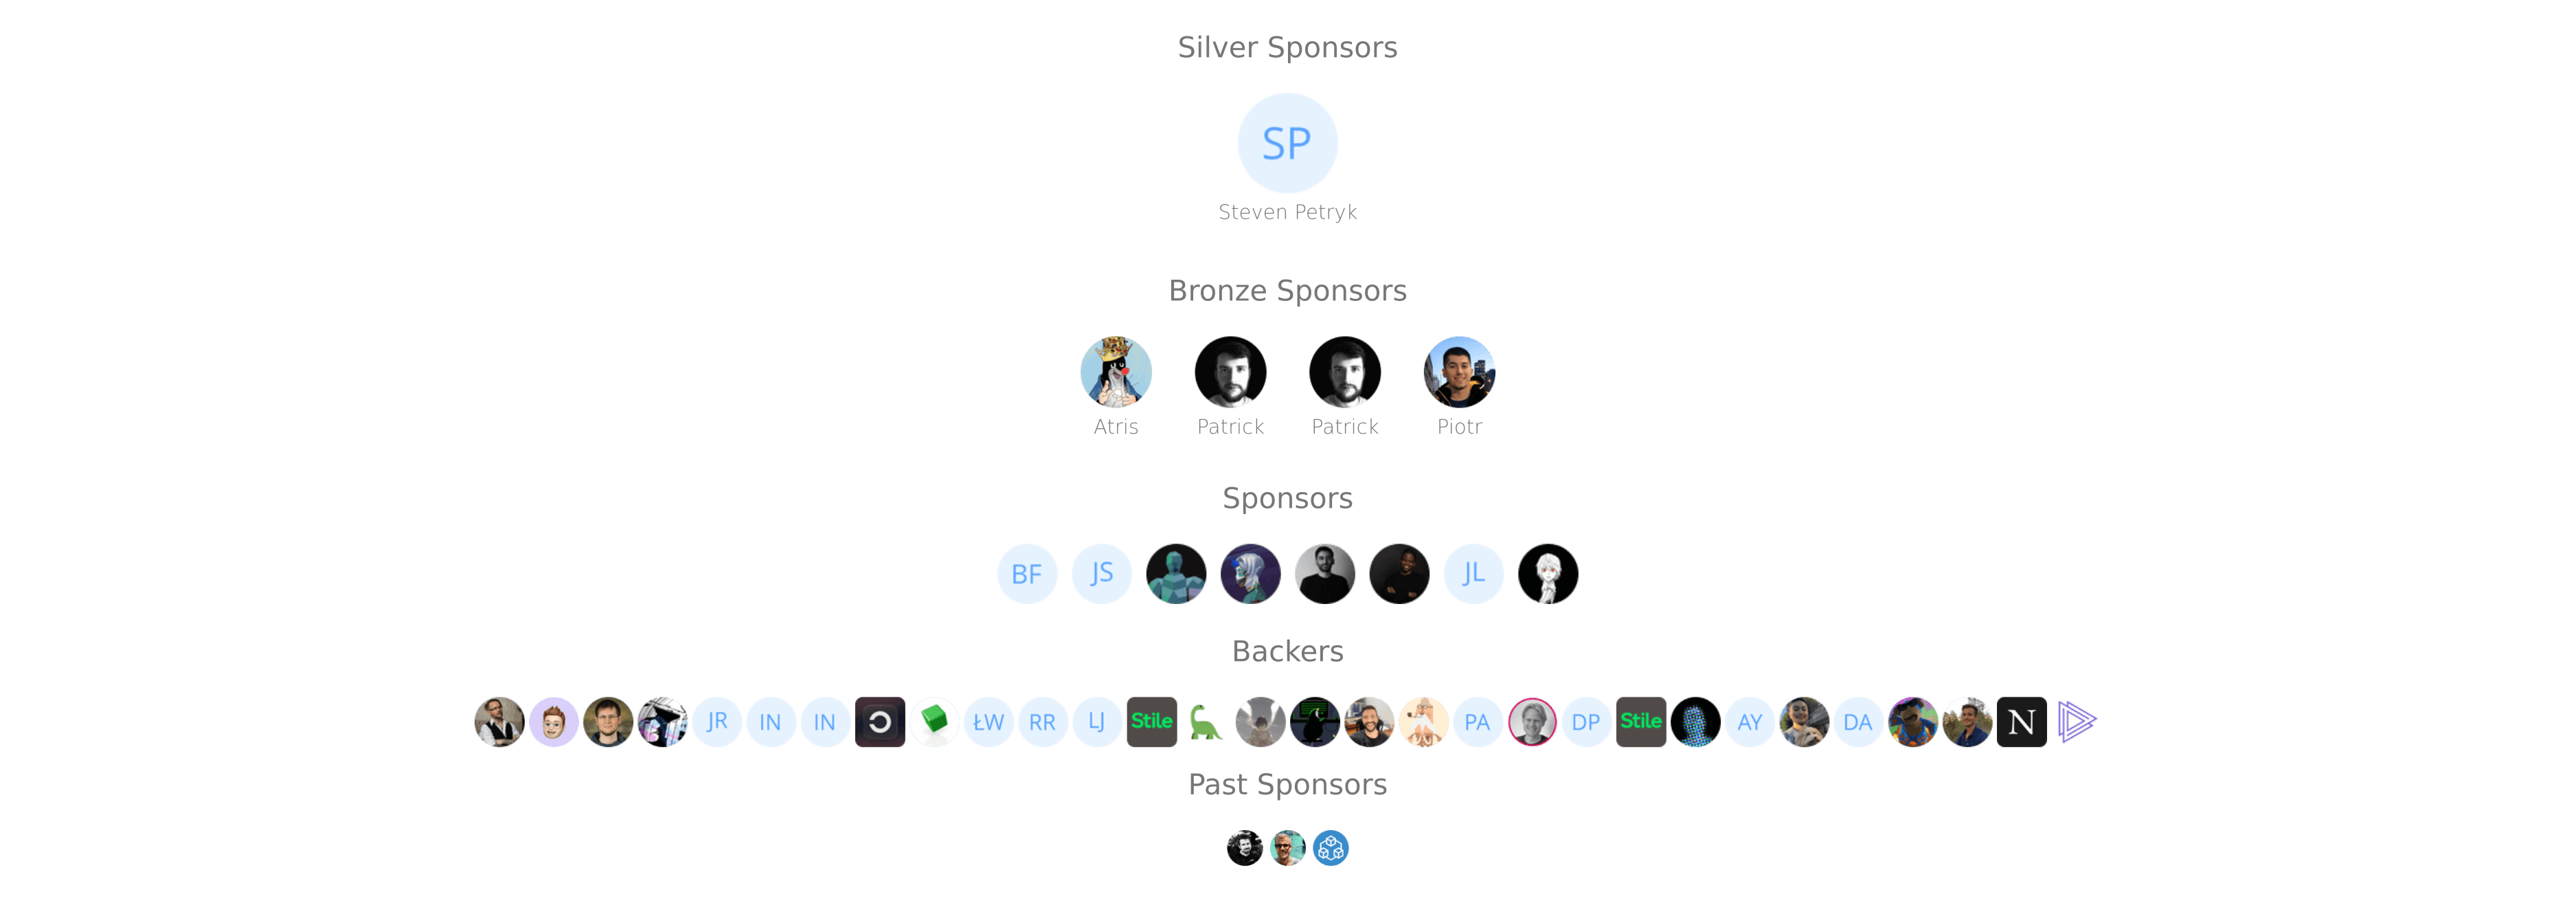 Silver Sponsors
SP
Steven Petryk
Bronze Sponsors
Atris Patrick Patrick Piotr
Sponsors
BF JS JL
Backers
JR IN IN ŁW RR LJ Stile PA DP Stile AY DA N
Past Sponsors